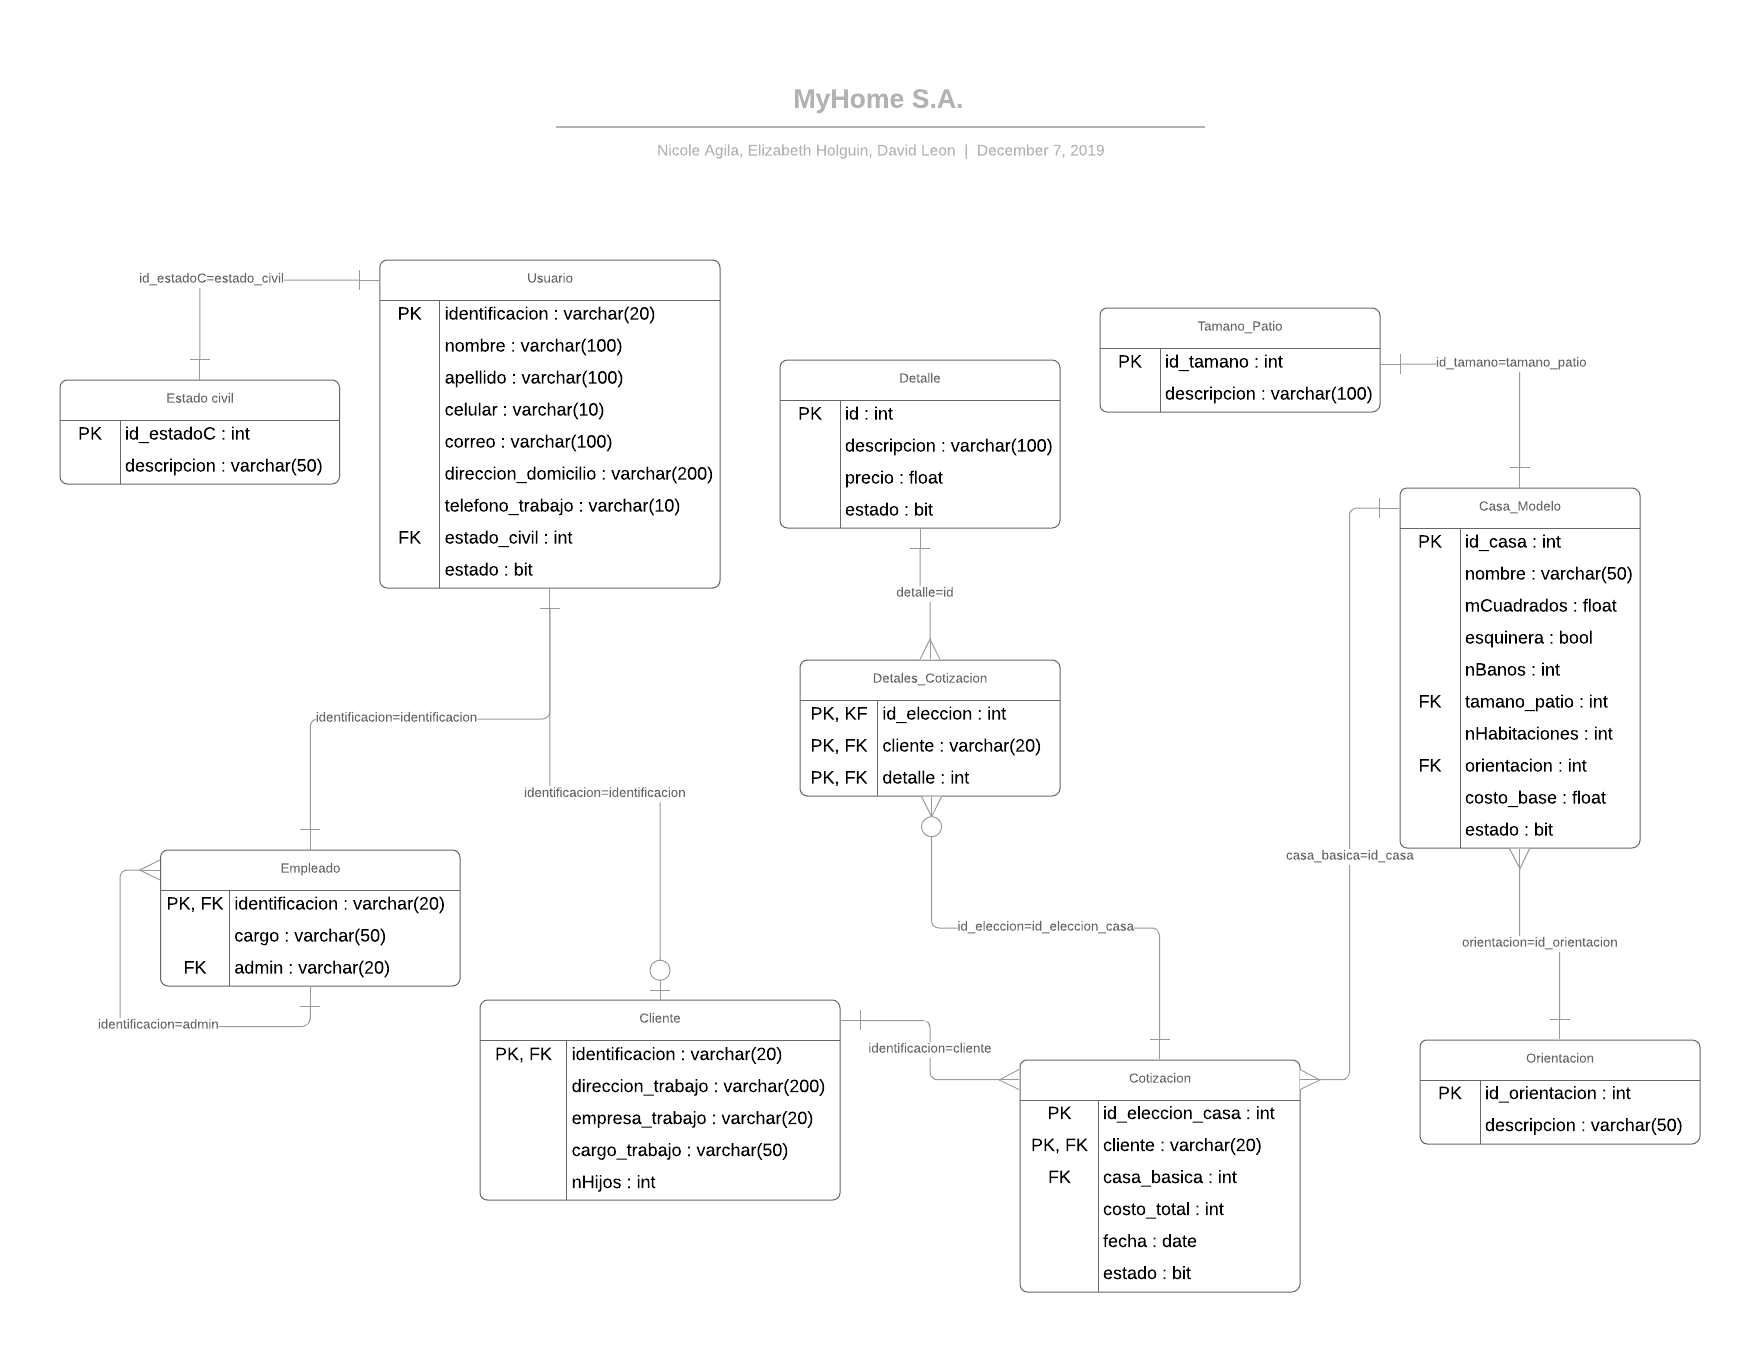 MyHome S.A.
Nicole Agila, Elizabeth Holguin, David Leon | December 7, 2019
id_estadoC=estado_civil
Estado civil
PK id_estadoC : int
descripcion : varchar(50)
Usuario
PK identificacion : varchar(20)
nombre : varchar(100)
apellido : varchar(100)
celular : varchar(10)
correo : varchar(100)
direccion_domicilio : varchar(200)
telefono_trabajo : varchar(10)
FK estado_civil : int
estado : bit
Detalle
PK id : int
descripcion : varchar(100)
precio : float
estado : bit
detalle=id
Tamano_Patio
PK id_tamano : int
descripcion : varchar(100)
id_tamano=tamano_patio
Casa_Modelo
PK id_casa : int
nombre : varchar(50)
mCuadrados : float
esquinera : bool
nBanos : int
FK tamano_patio : int
nHabitaciones : int
FK orientacion : int
costo_base : float
estado : bit
Detales_Cotizacion
PK, KF id_eleccion : int
PK, FK cliente : varchar(20)
PK, FK detalle : int
identificacion=identificacion
identificacion=identificacion
casa_basica=id_casa
Empleado
PK, FK identificacion : varchar(20)
cargo : varchar(50)
FK admin : varchar(20)
identificacion=admin
id_eleccion=id_eleccion_casa
orientacion=id_orientacion
Cliente
PK, FK identificacion : varchar(20)
direccion_trabajo : varchar(200)
empresa_trabajo : varchar(20)
cargo_trabajo : varchar(50)
nHijos : int
identificacion=cliente
Cotizacion
PK id_eleccion_casa : int
PK, FK cliente : varchar(20)
FK casa_basica : int
costo_total : int
fecha : date
estado : bit
Orientacion
PK id_orientacion : int
descripcion : varchar(50)